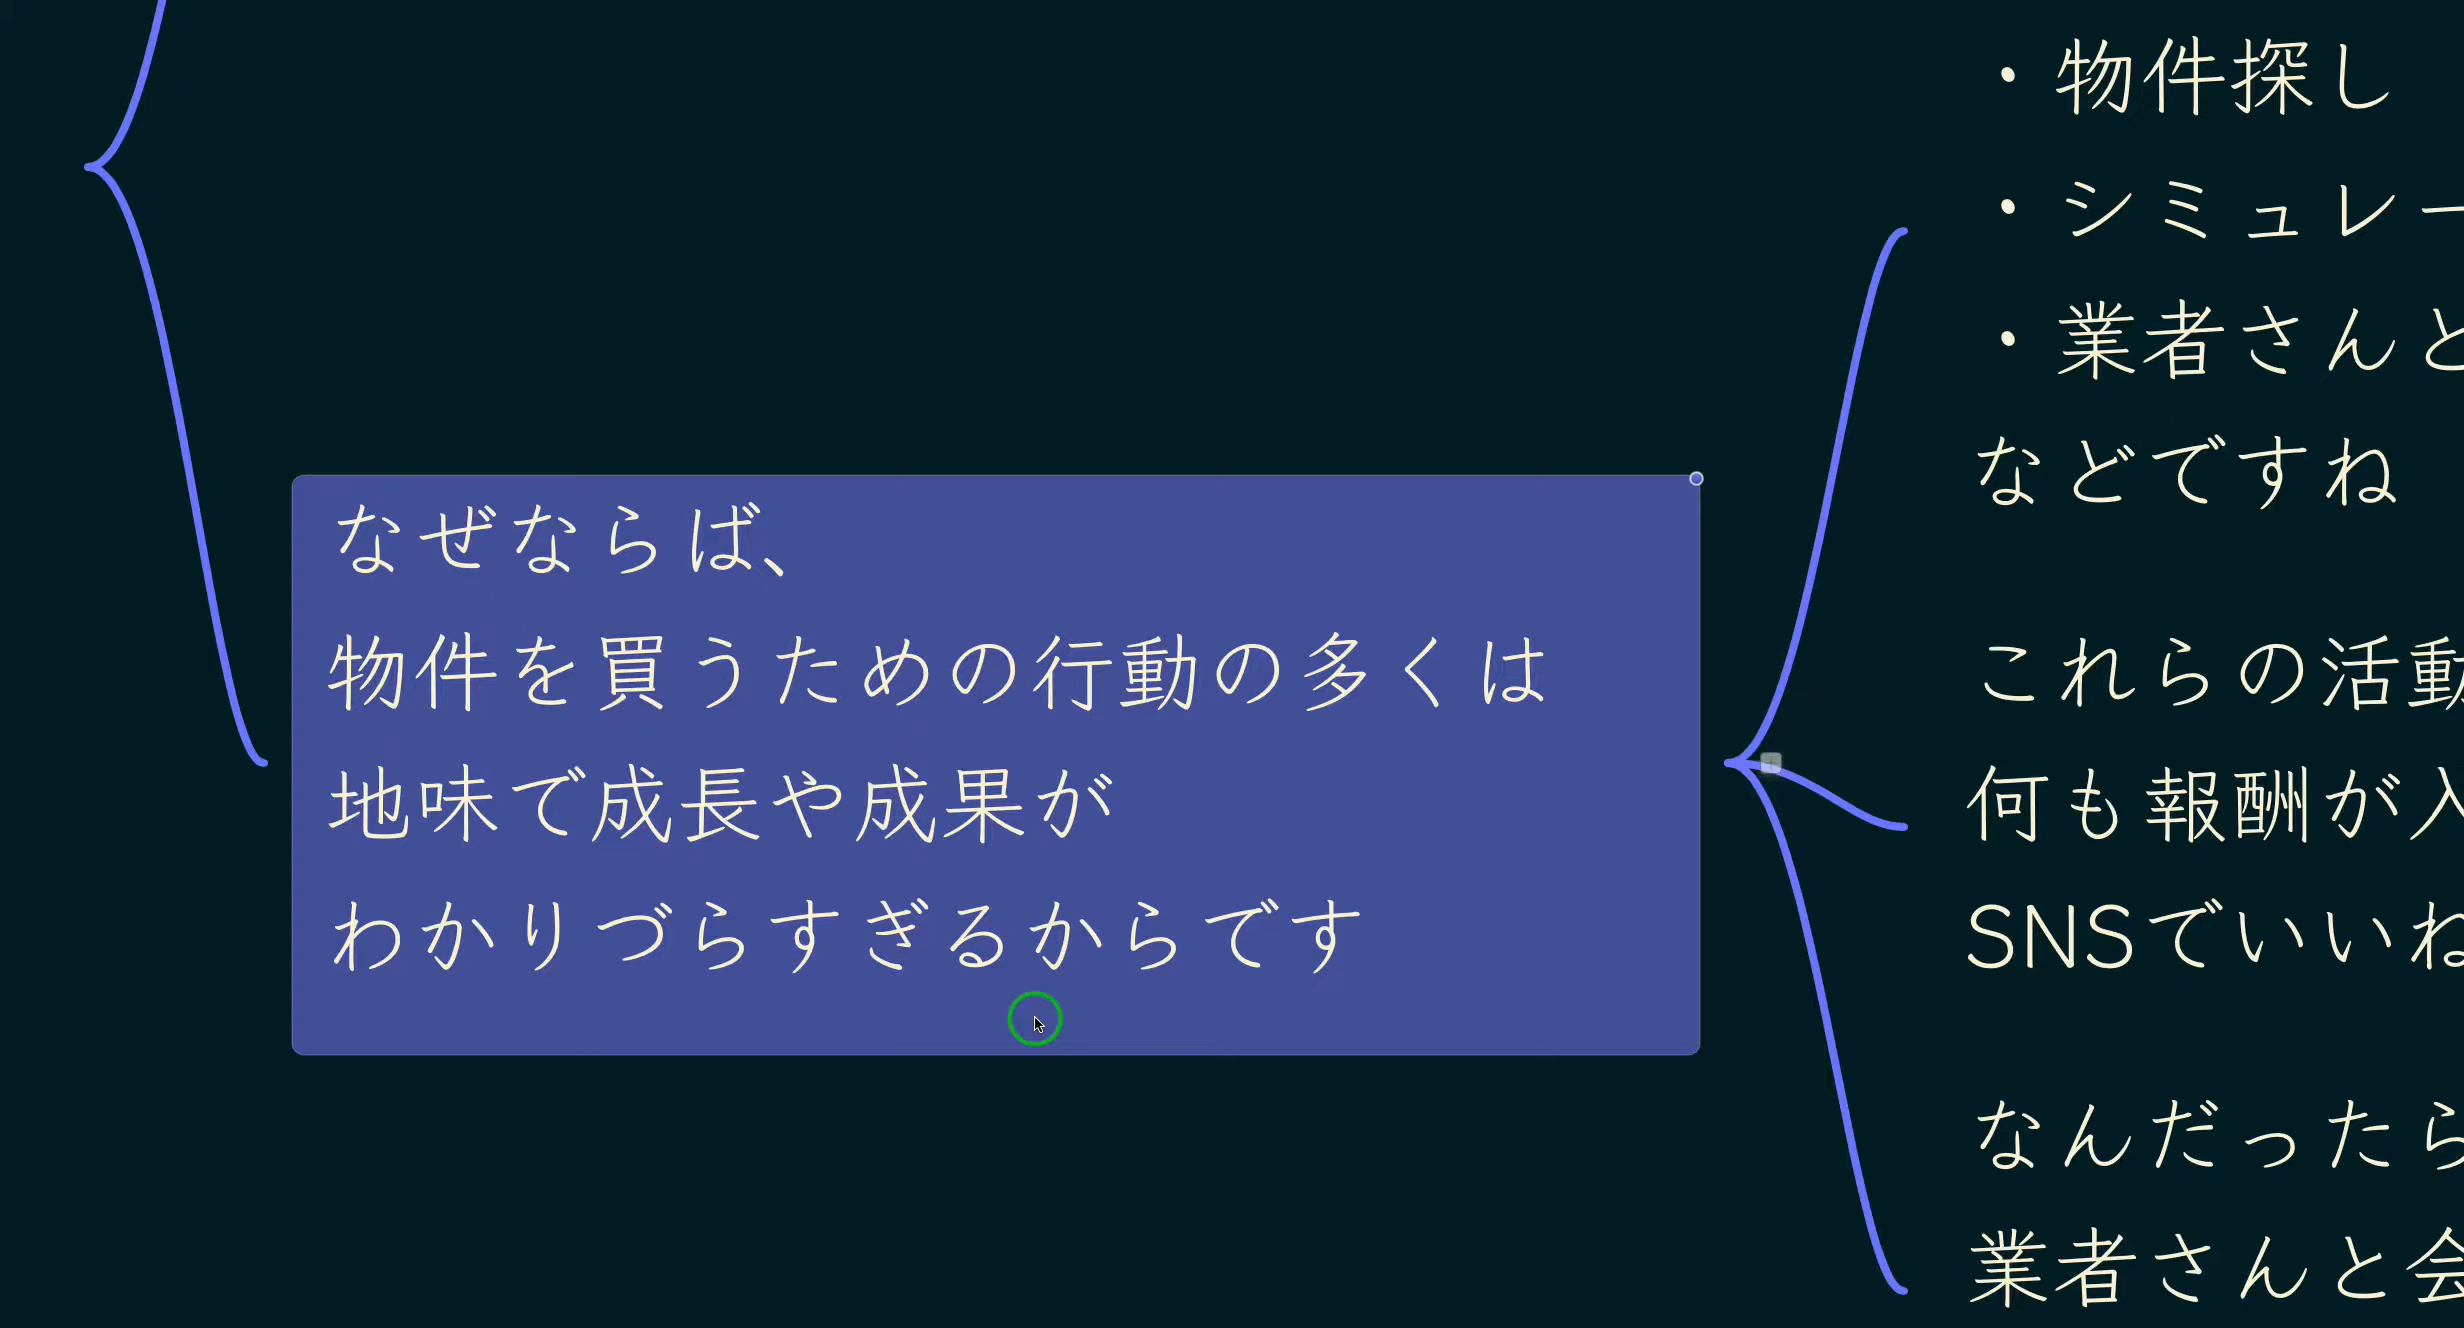 なぜならば、
物件を買うための行動の多くは
地味で成長や成果が
わかりづらすぎるからです
・物件探し
・シミュレー
・業者さんと
などですね
これらの活動
何も報酬が入
SNSでいいね
なんだったら
業者さんと会